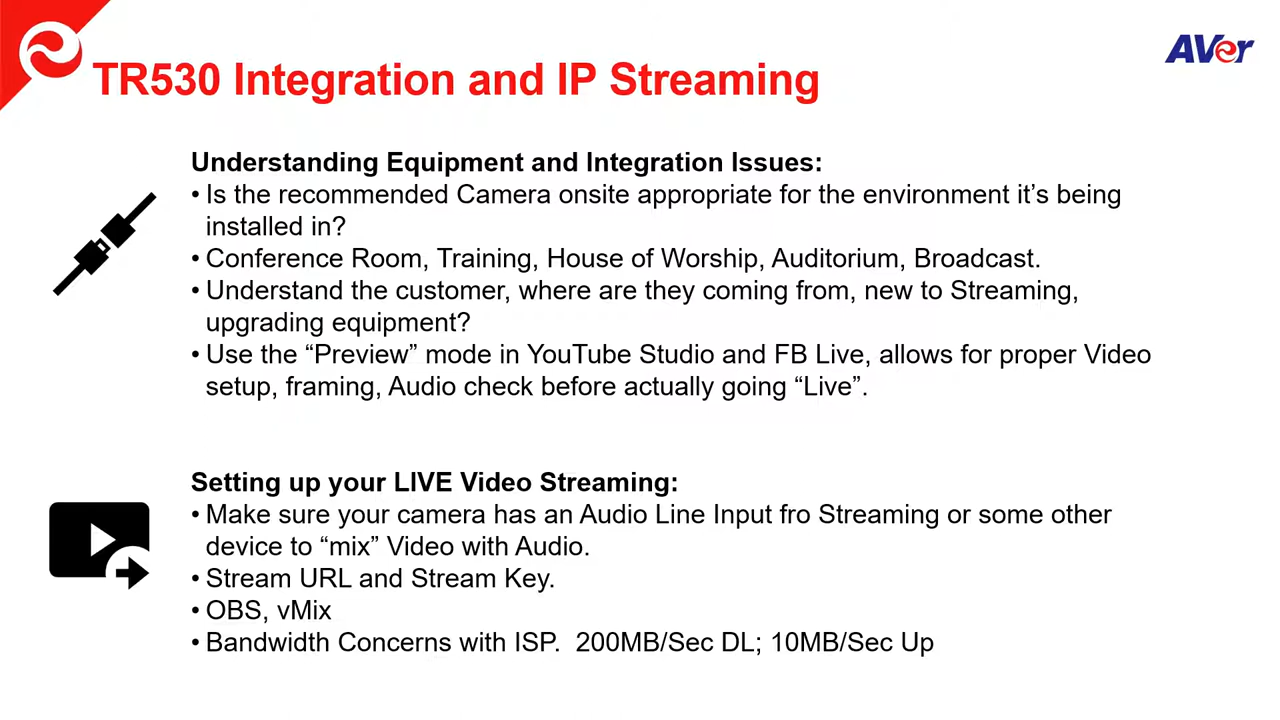 AVer
TR530 Integration and IP Streaming
Understanding Equipment and Integration Issues:
• Is the recommended Camera onsite appropriate for the environment it’s being
installed in?
• Conference Room, Training, House of Worship, Auditorium, Broadcast.
• Understand the customer, where are they coming from, new to Streaming,
upgrading equipment?
• Use the “Preview” mode in YouTube Studio and FB Live, allows for proper Video
setup, framing, Audio check before actually going “Live”.
Setting up your LIVE Video Streaming:
• Make sure your camera has an Audio Line Input fro Streaming or some other
device to “mix” Video with Audio.
• Stream URL and Stream Key.
• OBS, vMix
• Bandwidth Concerns with ISP.  200MB/Sec DL; 10MB/Sec Up